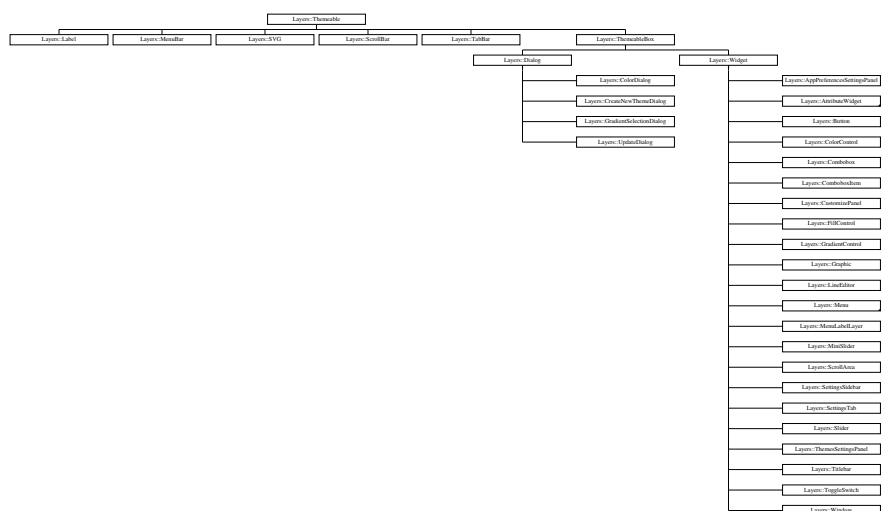 Layers::Themeable
Layers::Label
Layers::MenuBar
Layers::SVG
Layers::ScrollBar
Layers::TabBar
Layers::ThemeableBox
Layers::Dialog
Layers::Widget
Layers::ColorDialog
Layers::AppPreferencesSettingsPanel
Layers::CreateNewThemeDialog
Layers::AttributeWidget
Layers::GradientSelectionDialog
Layers::Button
Layers::UpdateDialog
Layers::ColorControl
Layers::Combobox
Layers::ComboboxItem
Layers::CustomizePanel
Layers::FillControl
Layers::GradientControl
Layers::Graphic
Layers::LineEditor
Layers::Menu
Layers::MenuLabelLayer
Layers::MiniSlider
Layers::ScrollArea
Layers::SettingsSidebar
Layers::SettingsTab
Layers::Slider
Layers::ThemesSettingsPanel
Layers::Titlebar
Layers::ToggleSwitch
Layers::Window